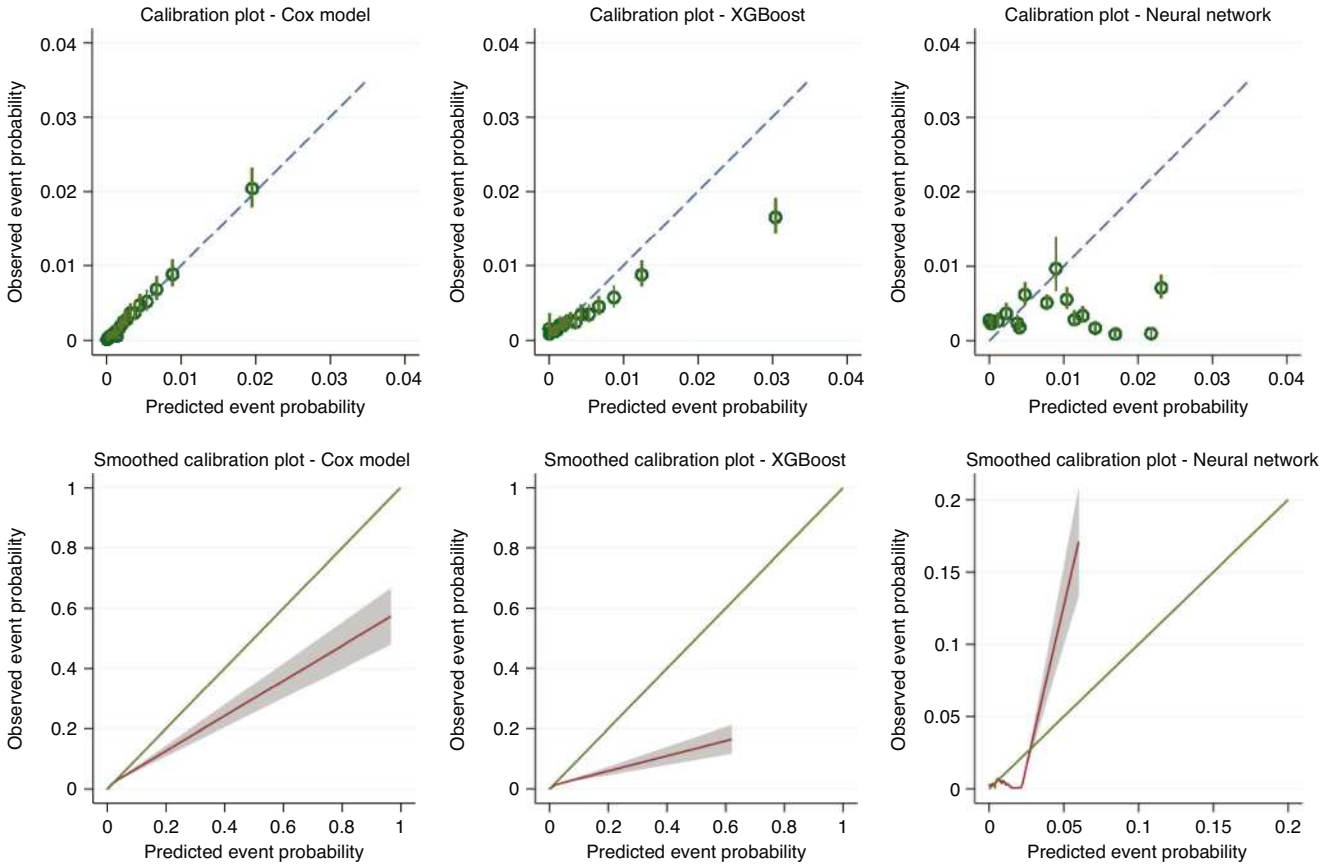 Calibration plot - Cox model
0.04
0.03
0.02
0.01
0
0 0.01 0.02 0.03 0.04
Observed event probability
Predicted event probability
Calibration plot - XGBoost
0.04
0.03
0.02
0.01
0
0 0.01 0.02 0.03 0.04
Observed event probability
Predicted event probability
Calibration plot - Neural network
0.04
0.03
0.02
0.01
0
0 0.01 0.02 0.03 0.04
Observed event probability
Predicted event probability
Smoothed calibration plot - Cox model
1
0.8
0.6
0.4
0.2
0
0 0.2 0.4 0.6 0.8 1
Observed event probability
Predicted event probability
Smoothed calibration plot - XGBoost
1
0.8
0.6
0.4
0.2
0
0 0.2 0.4 0.6 0.8 1
Observed event probability
Predicted event probability
Smoothed calibration plot - Neural network
0.2
0.15
0.1
0.05
0
0 0.05 0.1 0.15 0.2
Observed event probability
Predicted event probability